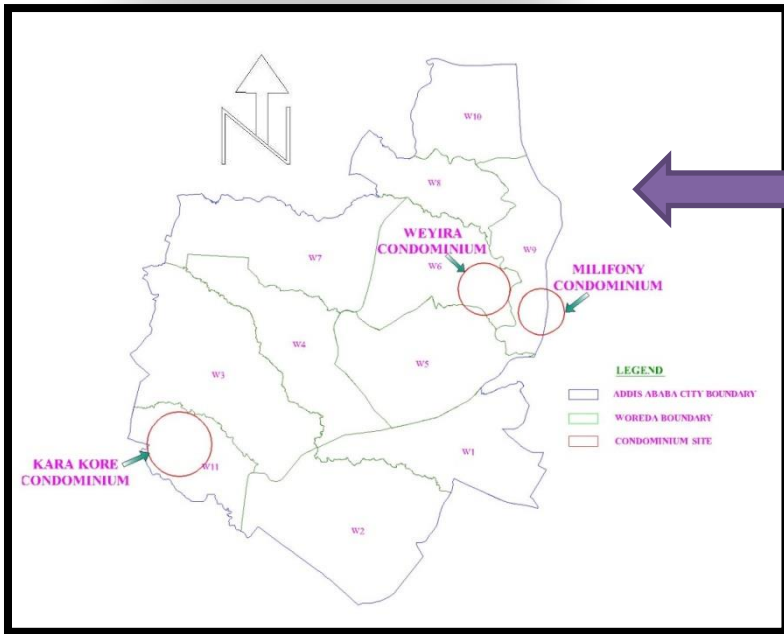 N
W10
W8
WEYIRA
CONDOMINIUM
W9
W7
W6
MILIFONY
CONDOMINIUM
W4
W3
W5
LEGEND
ADDIS ABABA CITY BOUNDARY
WOREDA BOUNDARY
CONDOMINIUM SITE
W1
KARA KORE
CONDOMINIUM
W11
W2